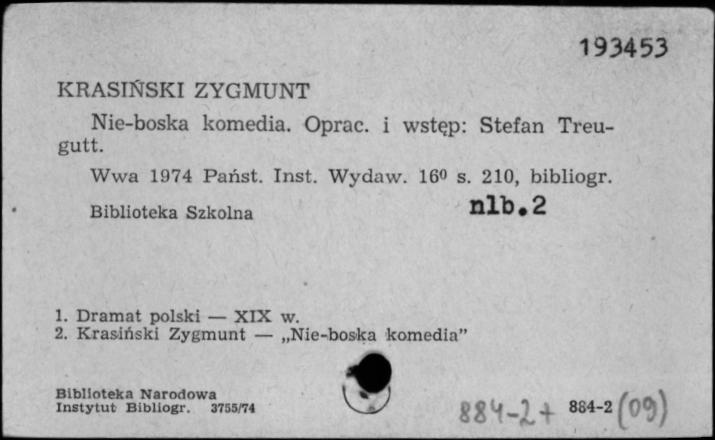 193453
KRASIŃSKI ZYGMUNT
Nie-boska komedia. Oprac. i wstęp: Stefan Treu-
gutt.
Wwa 1974 Państ. Inst. Wydaw. 16⁰ s. 210, bibliogr.
nlb.2
Biblioteka Szkolna
1. Dramat polski — XIX w.
2. Krasiński Zygmunt — „Nie-boska komedia”
Biblioteka Narodowa
Instytut Bibliogr. 3755/74
884-2+ 884-2 (09)